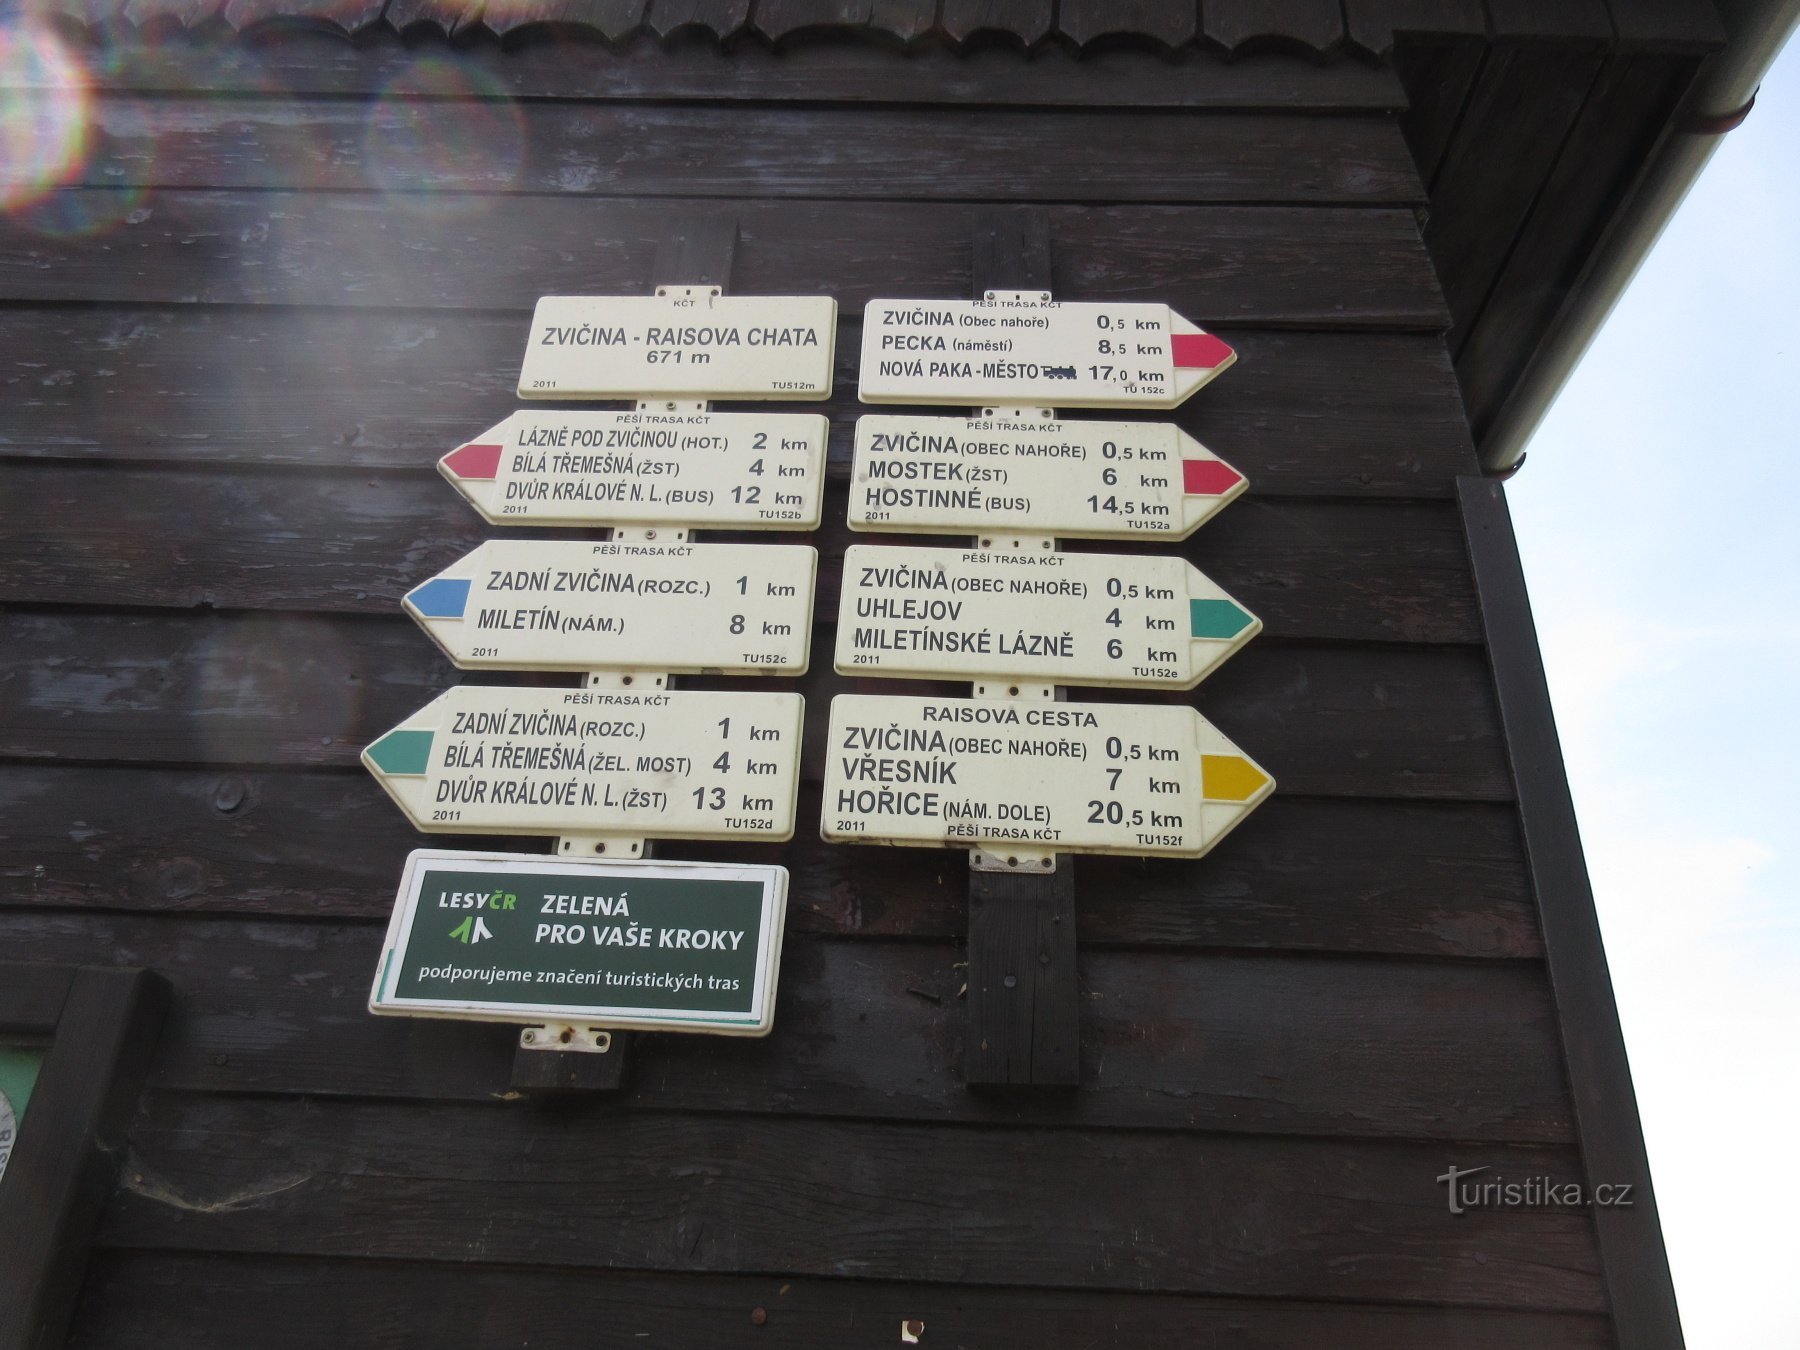 KČT
ZVIČINA - RAISOVA CHATA
671 m
2011 TU512m
PĚŠÍ TRASA KČT
LÁZNĚ POD ZVIČINOU (HOT.) 2 km
BÍLÁ TŘEMEŠNÁ (ŽST) 4 km
DVŮR KRÁLOVÉ N. L. (BUS) 12 km
2011 TU152b
PĚŠÍ TRASA KČT
ZADNÍ ZVIČINA (ROZC.) 1 km
MILETÍN (NÁM.) 8 km
2011 TU152c
PĚŠÍ TRASA KČT
ZADNÍ ZVIČINA (ROZC.) 1 km
BÍLÁ TŘEMEŠNÁ (ŽEL. MOST) 4 km
DVŮR KRÁLOVÉ N. L. (ŽST) 13 km
2011 TU152d
LESYČR ZELENÁ
PRO VAŠE KROKY
podporujeme značení turistických tras
PĚŠÍ TRASA KČT
ZVIČINA (Obec nahoře) 0,5 km
PECKA (náměstí) 8,5 km
NOVÁ PAKA - MĚSTO 17,0 km
TU 152c
PĚŠÍ TRASA KČT
ZVIČINA (OBEC NAHOŘE) 0,5 km
MOSTEK (ŽST) 6 km
HOSTINNÉ (BUS) 14,5 km
2011 TU152a
PĚŠÍ TRASA KČT
ZVIČINA (OBEC NAHOŘE) 0,5 km
UHLEJOV 4 km
MILETÍNSKÉ LÁZNĚ 6 km
2011 TU152e
RAISOVA CESTA
ZVIČINA (OBEC NAHOŘE) 0,5 km
VŘESNÍK 7 km
HOŘICE (NÁM. DOLE) 20,5 km
2011 PĚŠÍ TRASA KČT TU152f
Turistika.cz